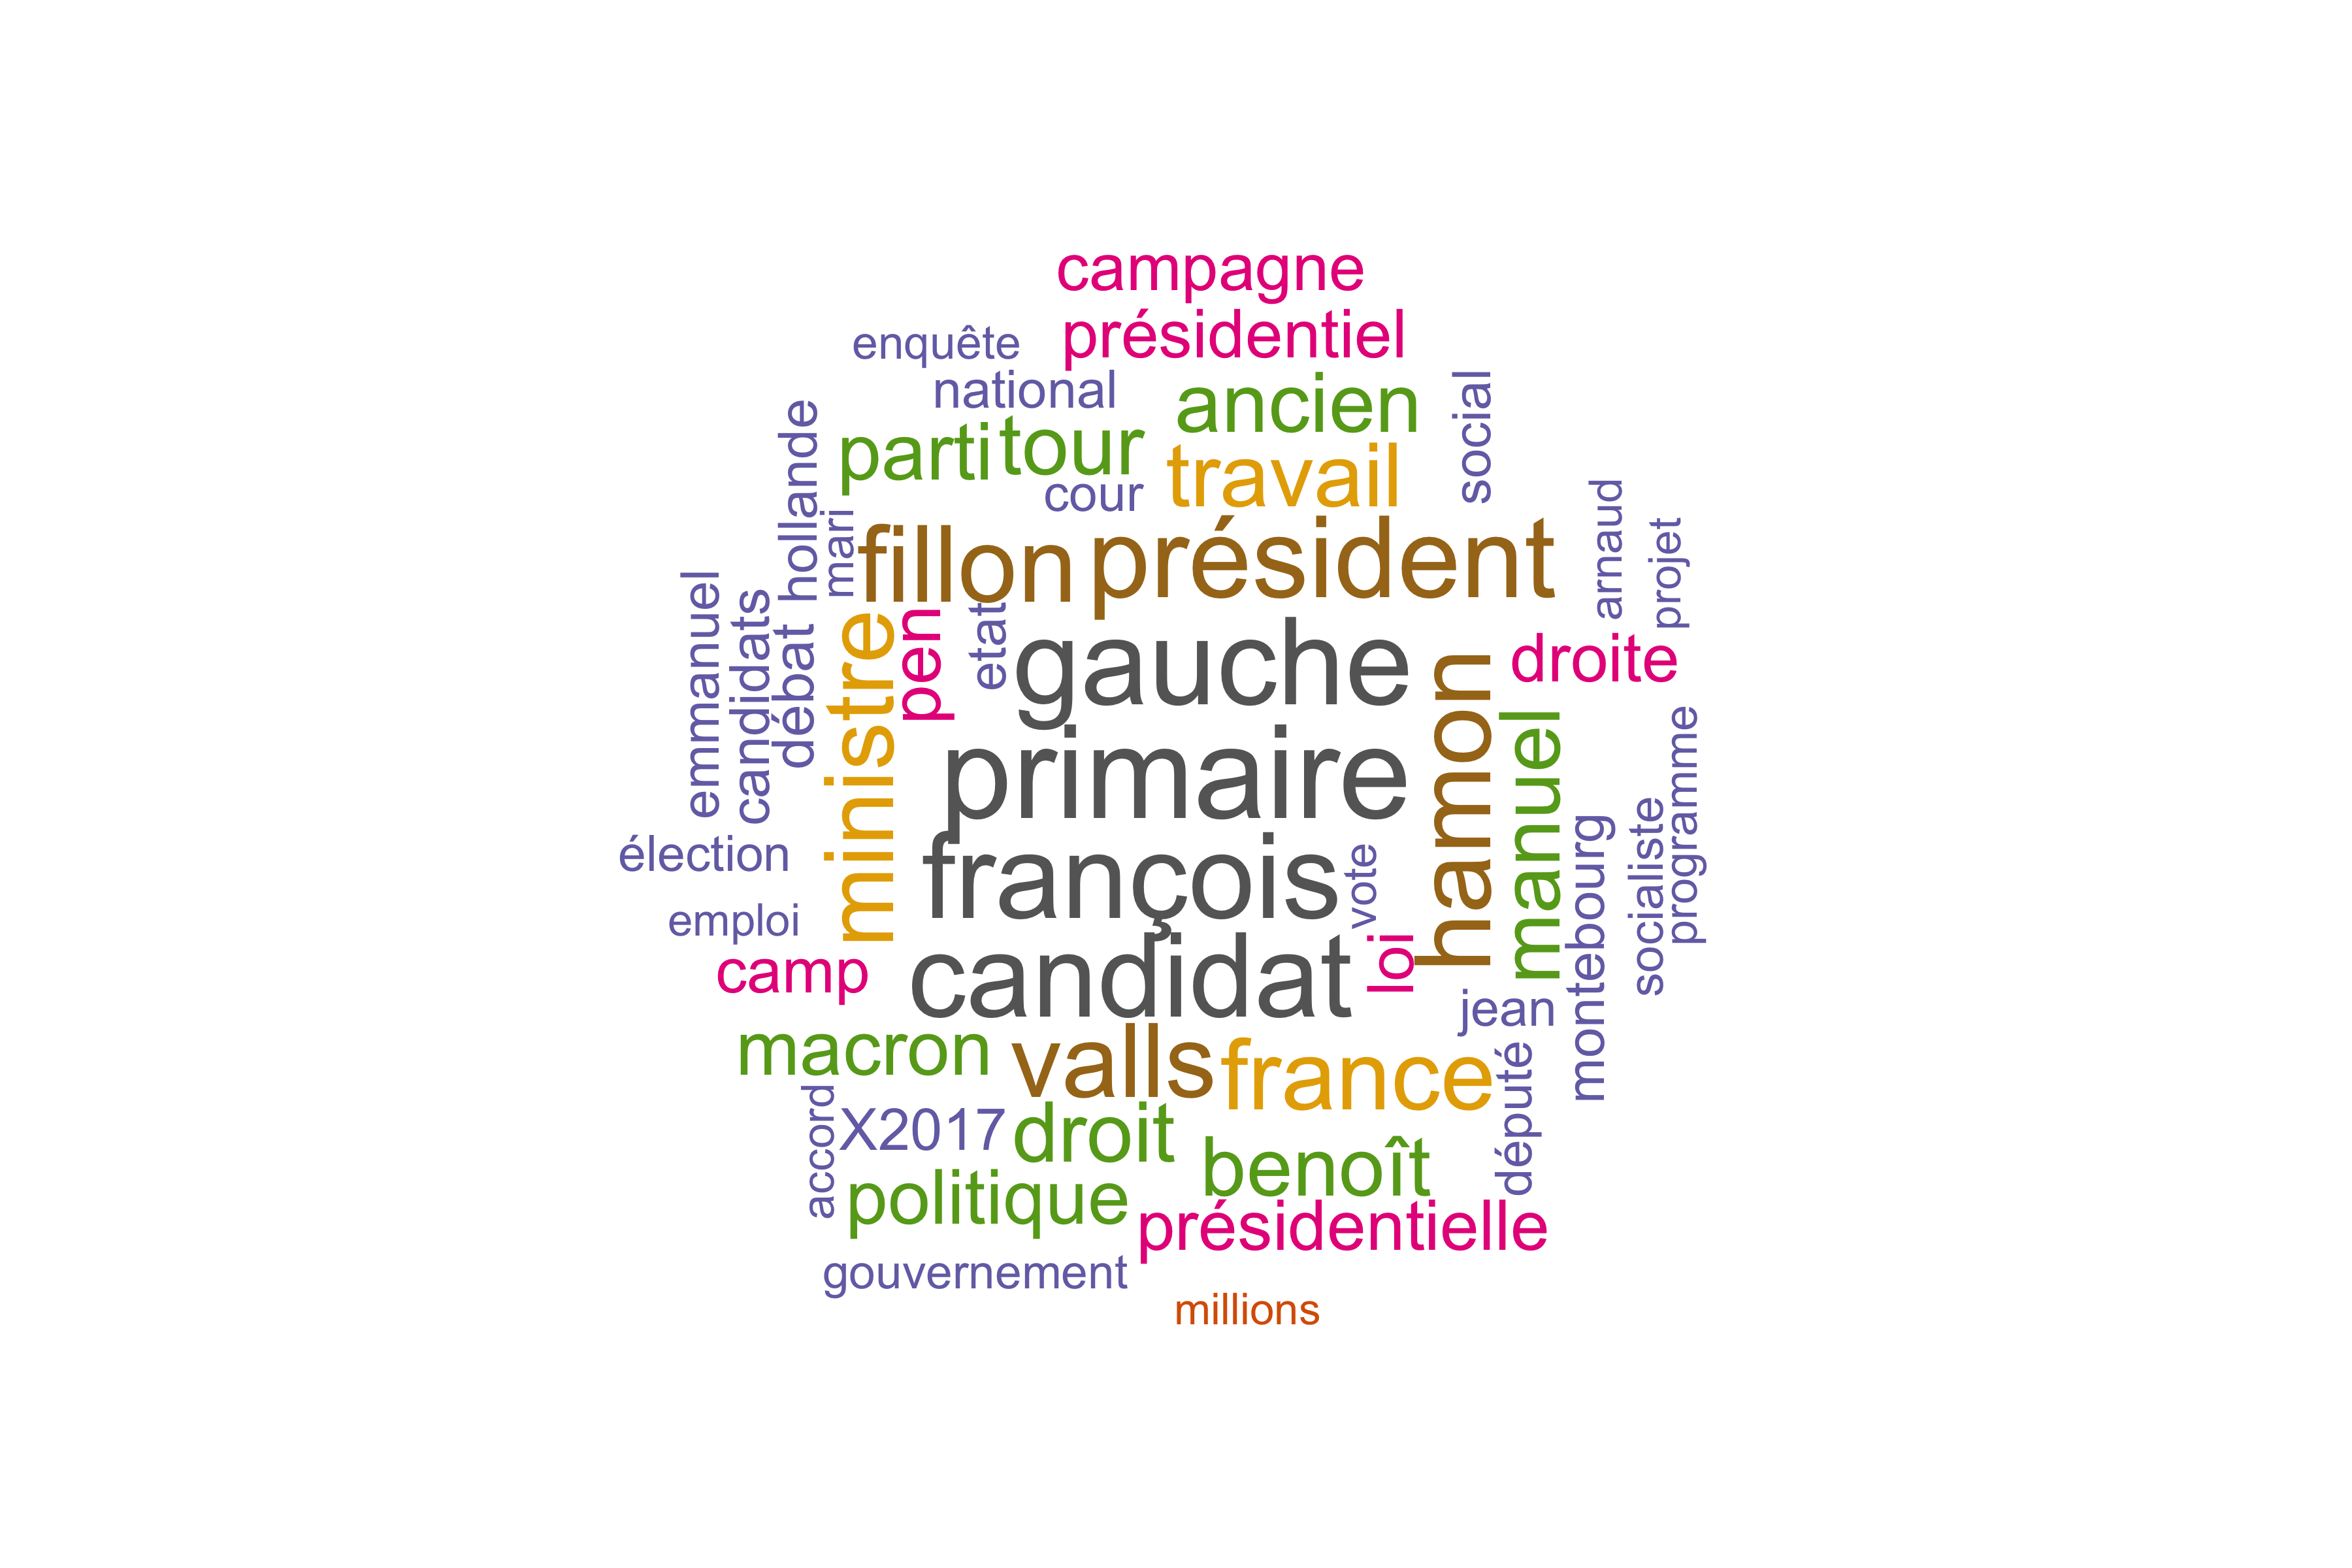 campagne
présidentiel
enquête
national
ancien
social
hollande
parti
tour
travail
cour
mari
fillon
président
arnaud
projet
emmanuel
candidats
débat
ministre
pen
etat
gauche
hamon
droite
manuel
primaire
programme
élection
françois
vote
montebourg
socialiste
emploi
camp
candidat
loi
jean
macron
valls
france
député
accord
X2017
droit
benoît
politique
présidentielle
gouvernement
millions